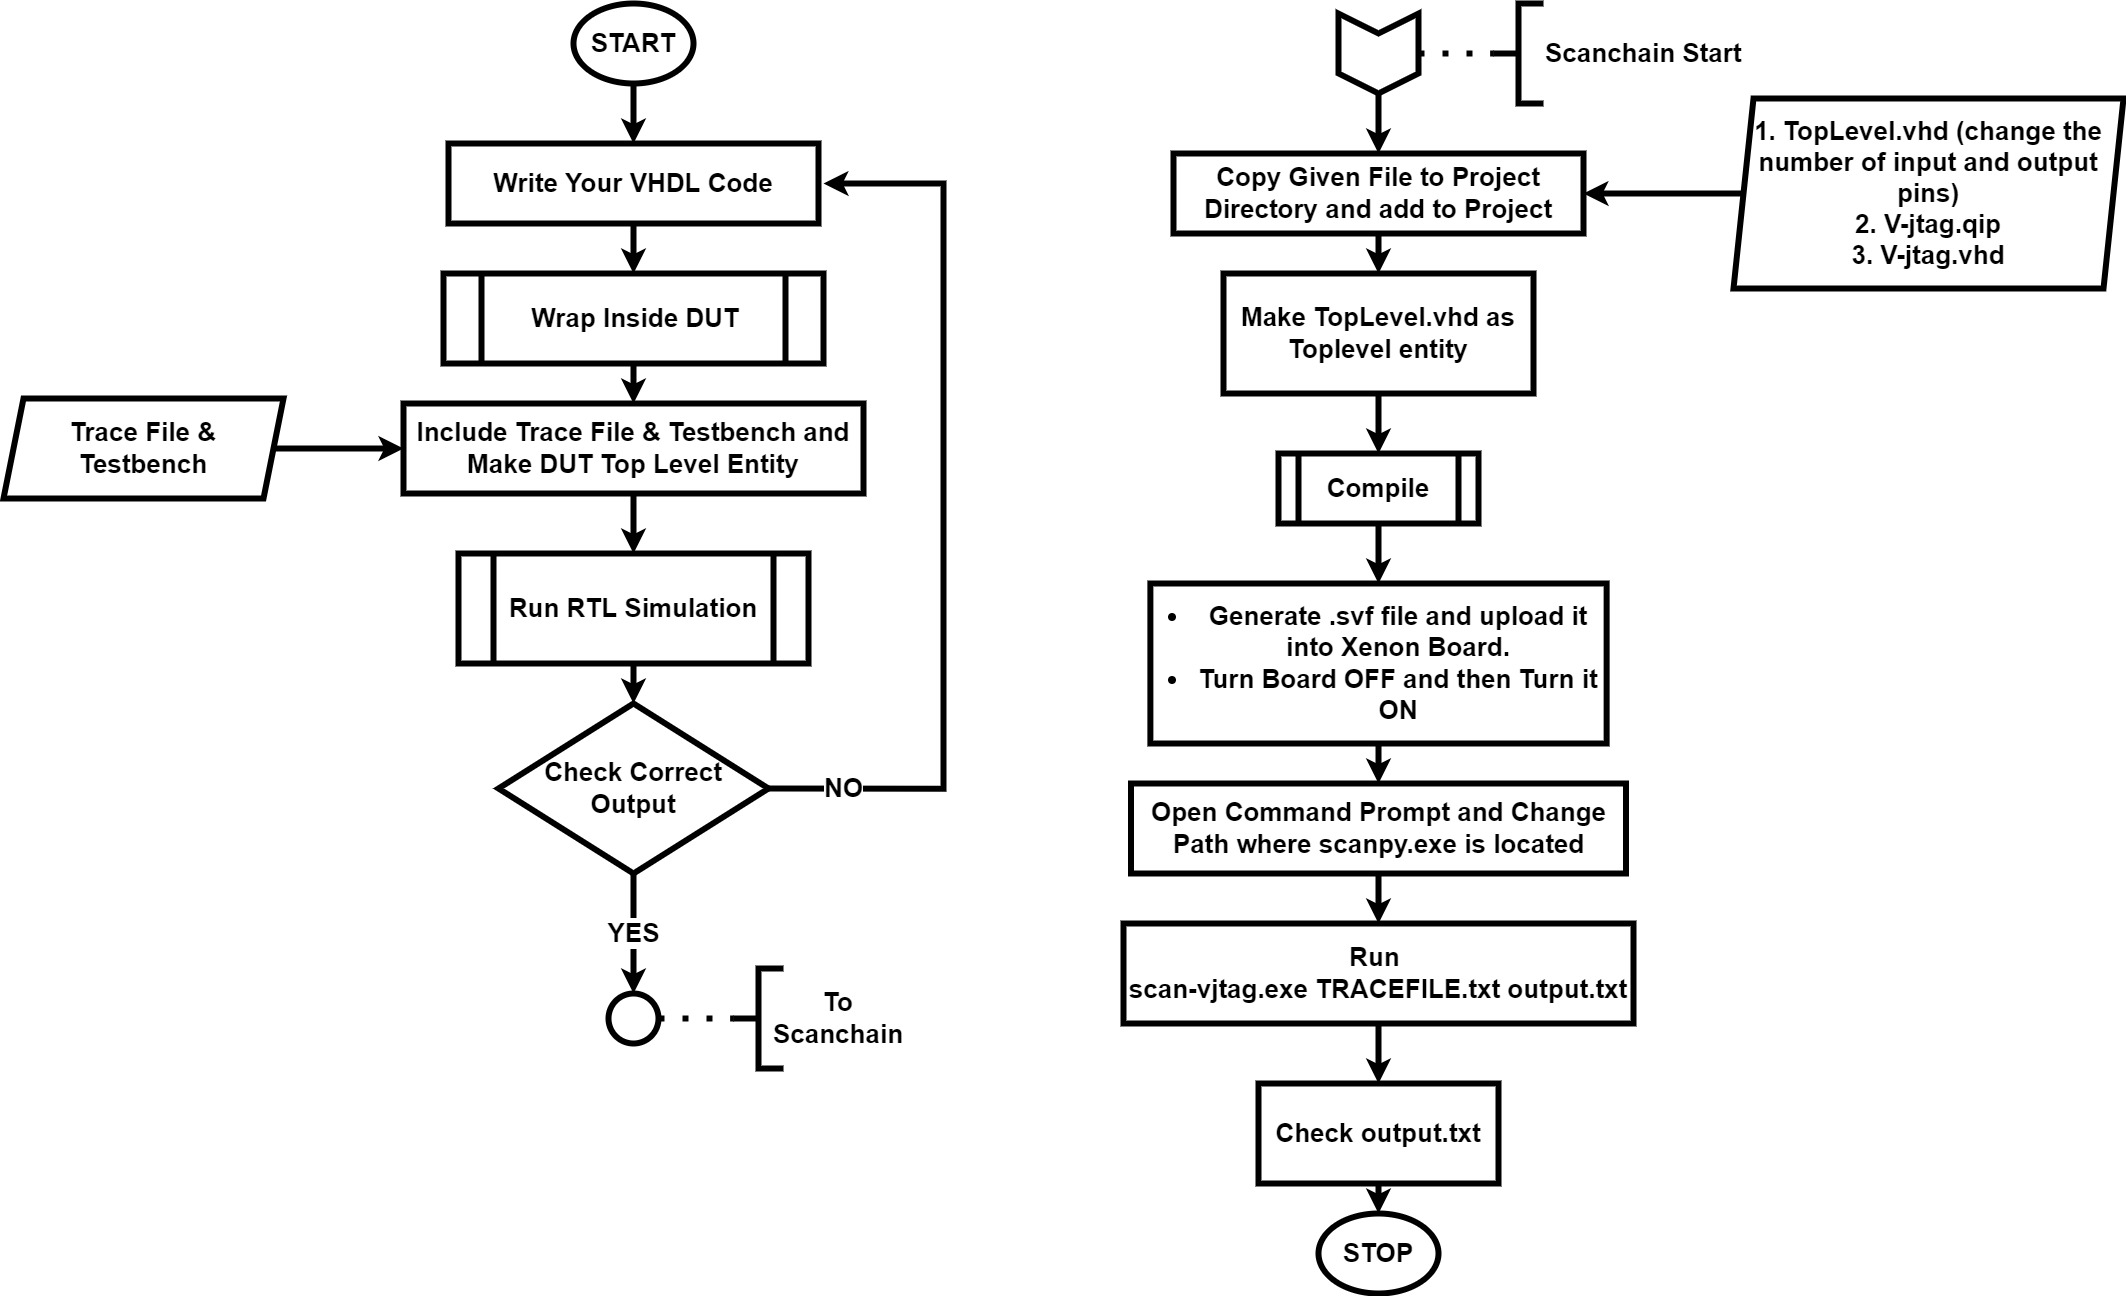 START
Write Your VHDL Code
Wrap Inside DUT
Trace File &
Testbench
Include Trace File & Testbench and
Make DUT Top Level Entity
Run RTL Simulation
Check Correct
Output
NO
YES
To
Scanchain
Scanchain Start
Copy Given File to Project
Directory and add to Project
1. TopLevel.vhd (change the
number of input and output
pins)
2. V-jtag.qip
3. V-jtag.vhd
Make TopLevel.vhd as
Toplevel entity
Compile
• Generate .svf file and upload it
into Xenon Board.
• Turn Board OFF and then Turn it
ON
Open Command Prompt and Change
Path where scanpy.exe is located
Run
scan-vjtag.exe TRACEFILE.txt output.txt
Check output.txt
STOP